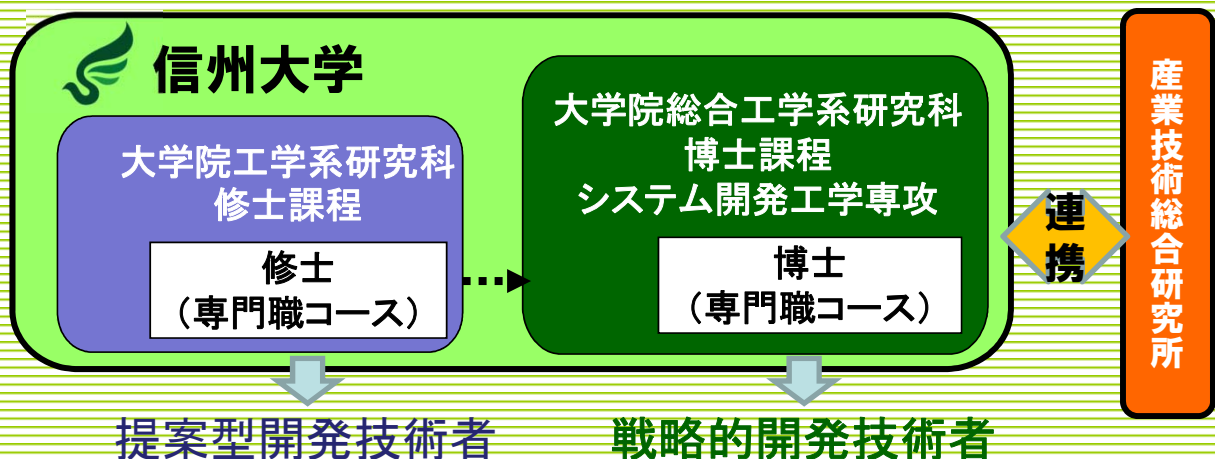 信州大学
大学院工学系研究科
修士課程
修士
（専門職コース）
大学院総合工学系研究科
博士課程
システム開発工学専攻
博士
（専門職コース）
連携
産業技術総合研究所
提案型開発技術者
戦略的開発技術者